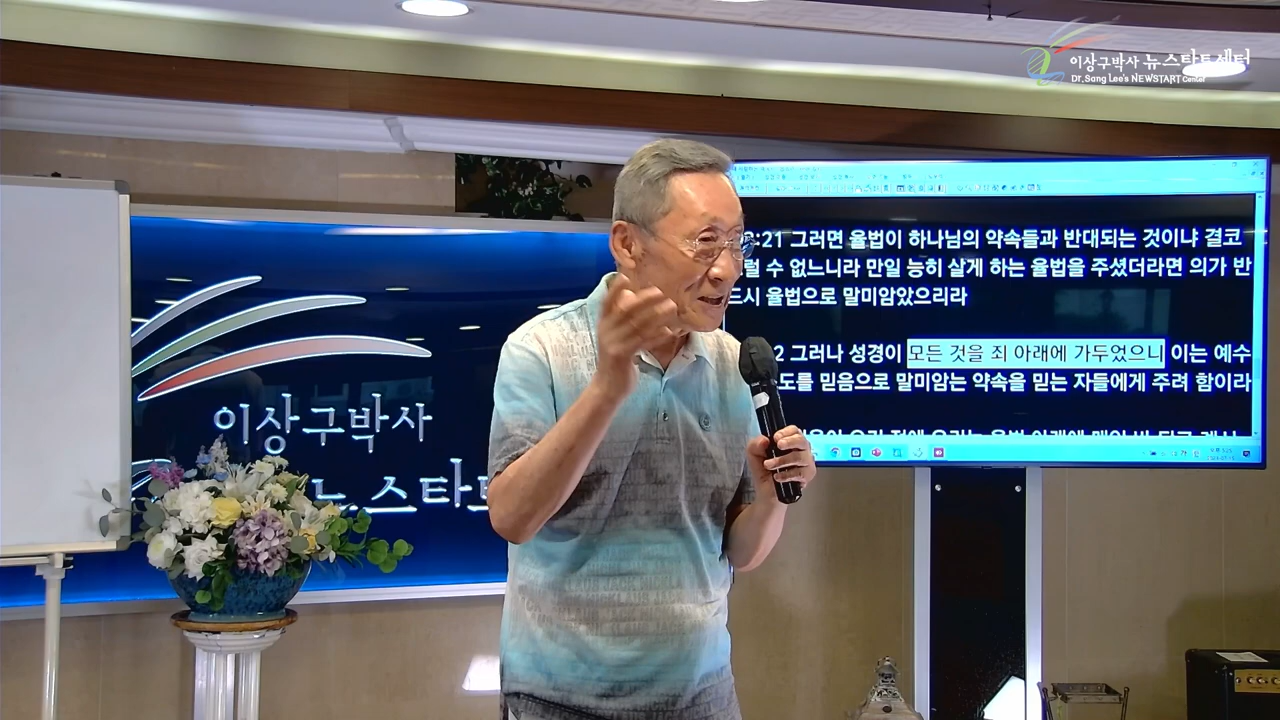 이상구박사 뉴스타트센터
Dr. Sang Lee's NEWSTART Center
:21 그러면 율법이 하나님의 약속들과 반대되는 것이냐 결코
럴 수 없느니라 만일 능히 살게 하는 율법을 주셨더라면 의가 반
드시 율법으로 말미암았으리라
2 그러나 성경이 모든 것을 죄 아래에 가두었으니 이는 예수
도를 믿음으로 말미암는 약속을 믿는 자들에게 주려 함이라
이상구박사
뉴스타트